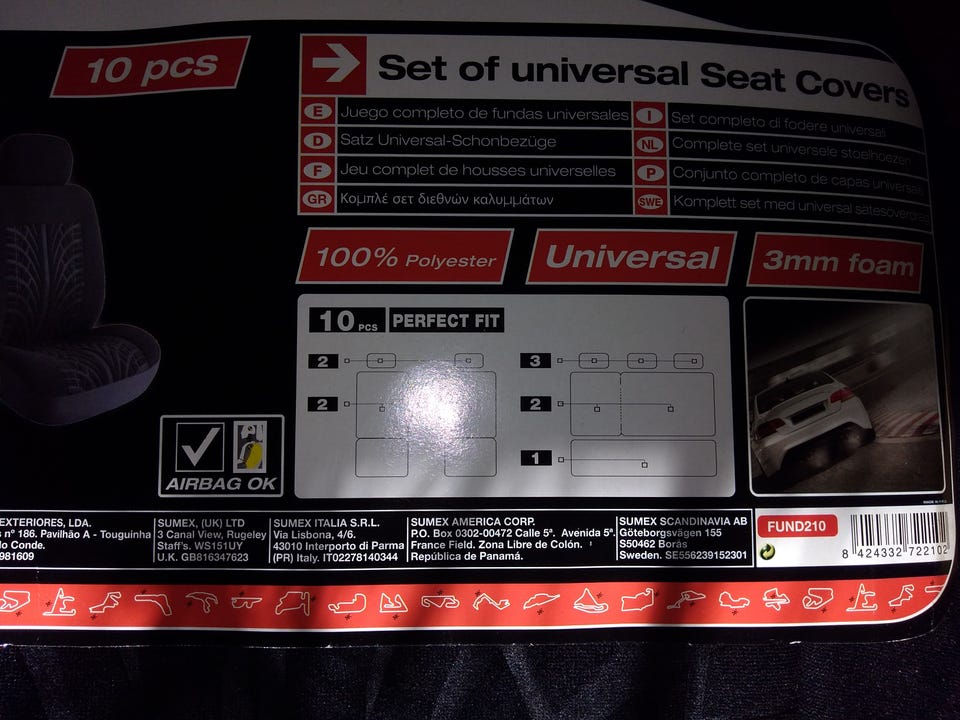 10 pcs
Set of universal Seat Covers
E Juego completo de fundas universales
D Satz Universal-Schonbezüge
F Jeu complet de housses universelles
GR Κομπλέ σετ διεθνών καλυμμάτων
I Set completo di fodere universali
NL Complete set universele stoelhoezen
P Conjunto completo de capas universais
SWE Komplett set med universal sätesöverdrag
100% Polyester
Universal
3mm foam
10 PCS PERFECT FIT
2
2
3
2
1
AIRBAG OK
EXTERIORES, LDA.
nº 186. Pavilhão A - Touguinha
Conde.
981609
SUMEX, (UK) LTD
3 Canal View, Rugeley
Staff's. WS151UY
U.K. GB816347623
SUMEX ITALIA S.R.L.
Via Lisbona, 4/6.
43010 Interporto di Parma
(PR) Italy. IT02278140344
SUMEX AMERICA CORP.
P.O. Box 0302-00472 Calle 5ª. Avenida 5ª.
France Field. Zona Libre de Colón.
República de Panamá.
SUMEX SCANDINAVIA AB
Göteborgsvägen 155
S50462 Borås
Sweden. SE556239152301
FUND210
8 424332 722102